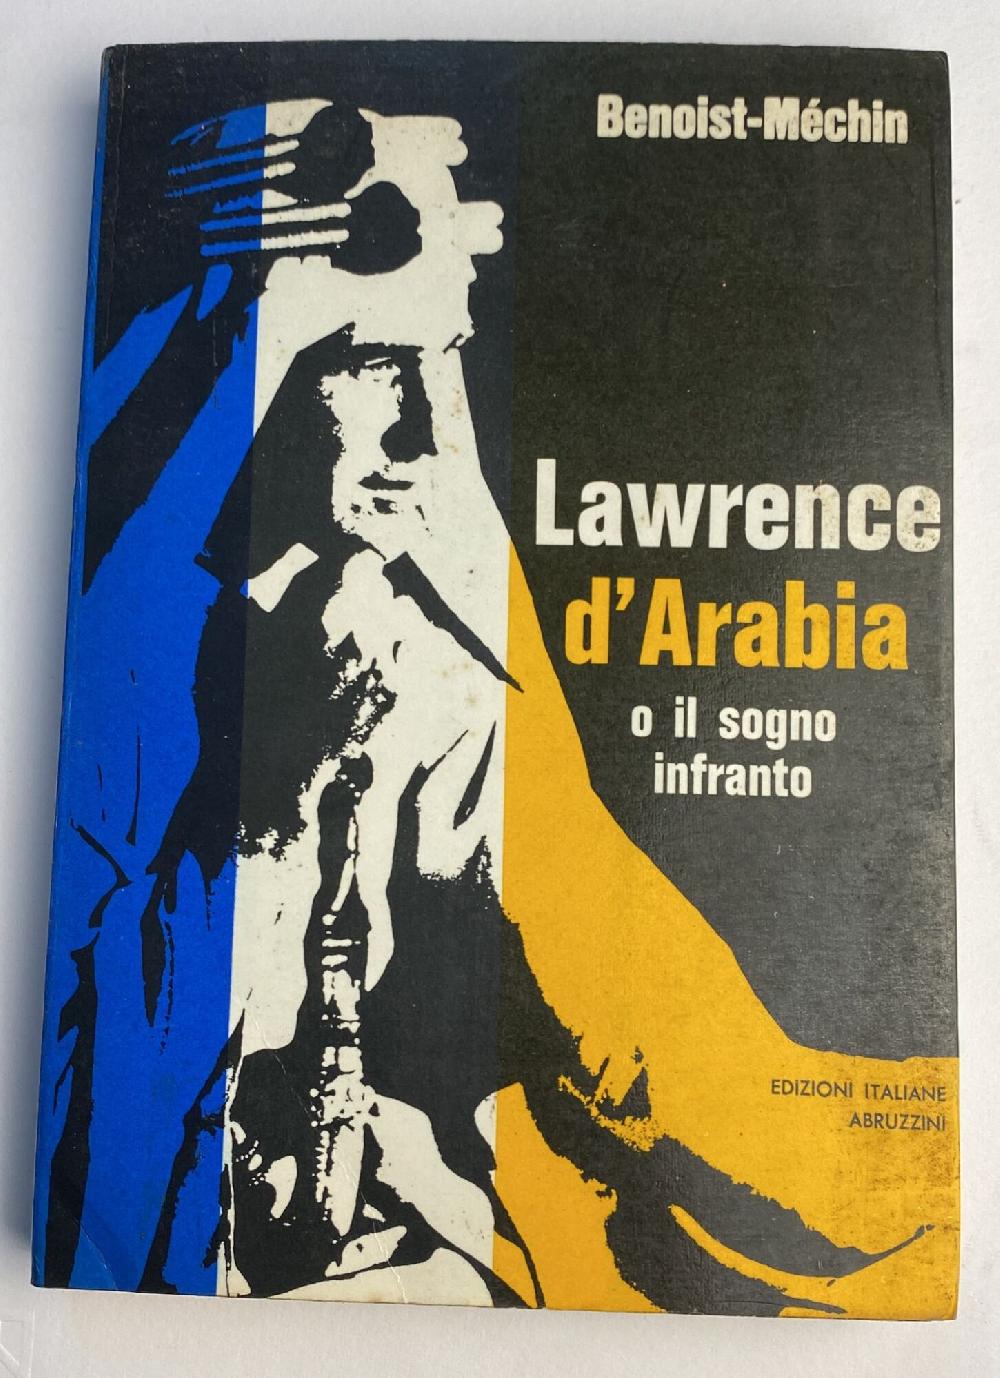 Benoist-Méchin
Lawrence
d'Arabia
o il sogno
infranto
EDIZIONI ITALIANE
ABRUZZINI